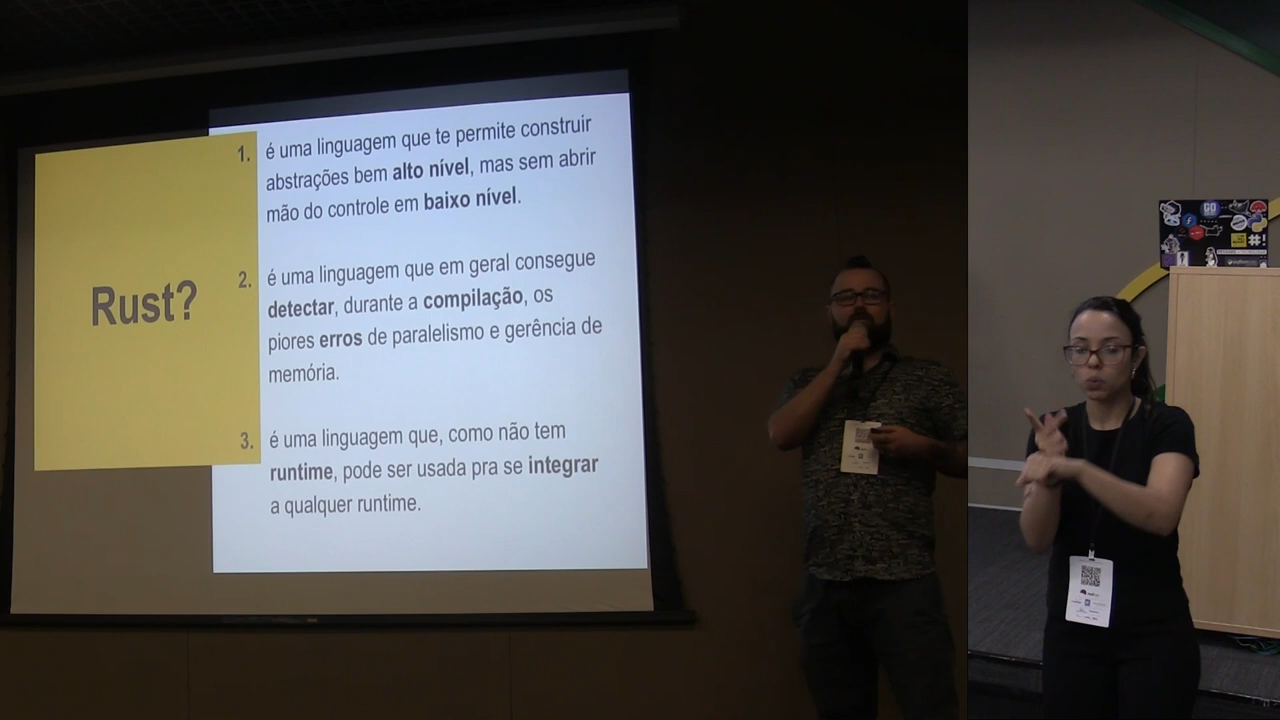 Rust?
1. é uma linguagem que te permite construir
abstrações bem alto nível, mas sem abrir
mão do controle em baixo nível.
2. é uma linguagem que em geral consegue
detectar, durante a compilação, os
piores erros de paralelismo e gerência de
memória.
3. é uma linguagem que, como não tem
runtime, pode ser usada pra se integrar
a qualquer runtime.
GO
#!